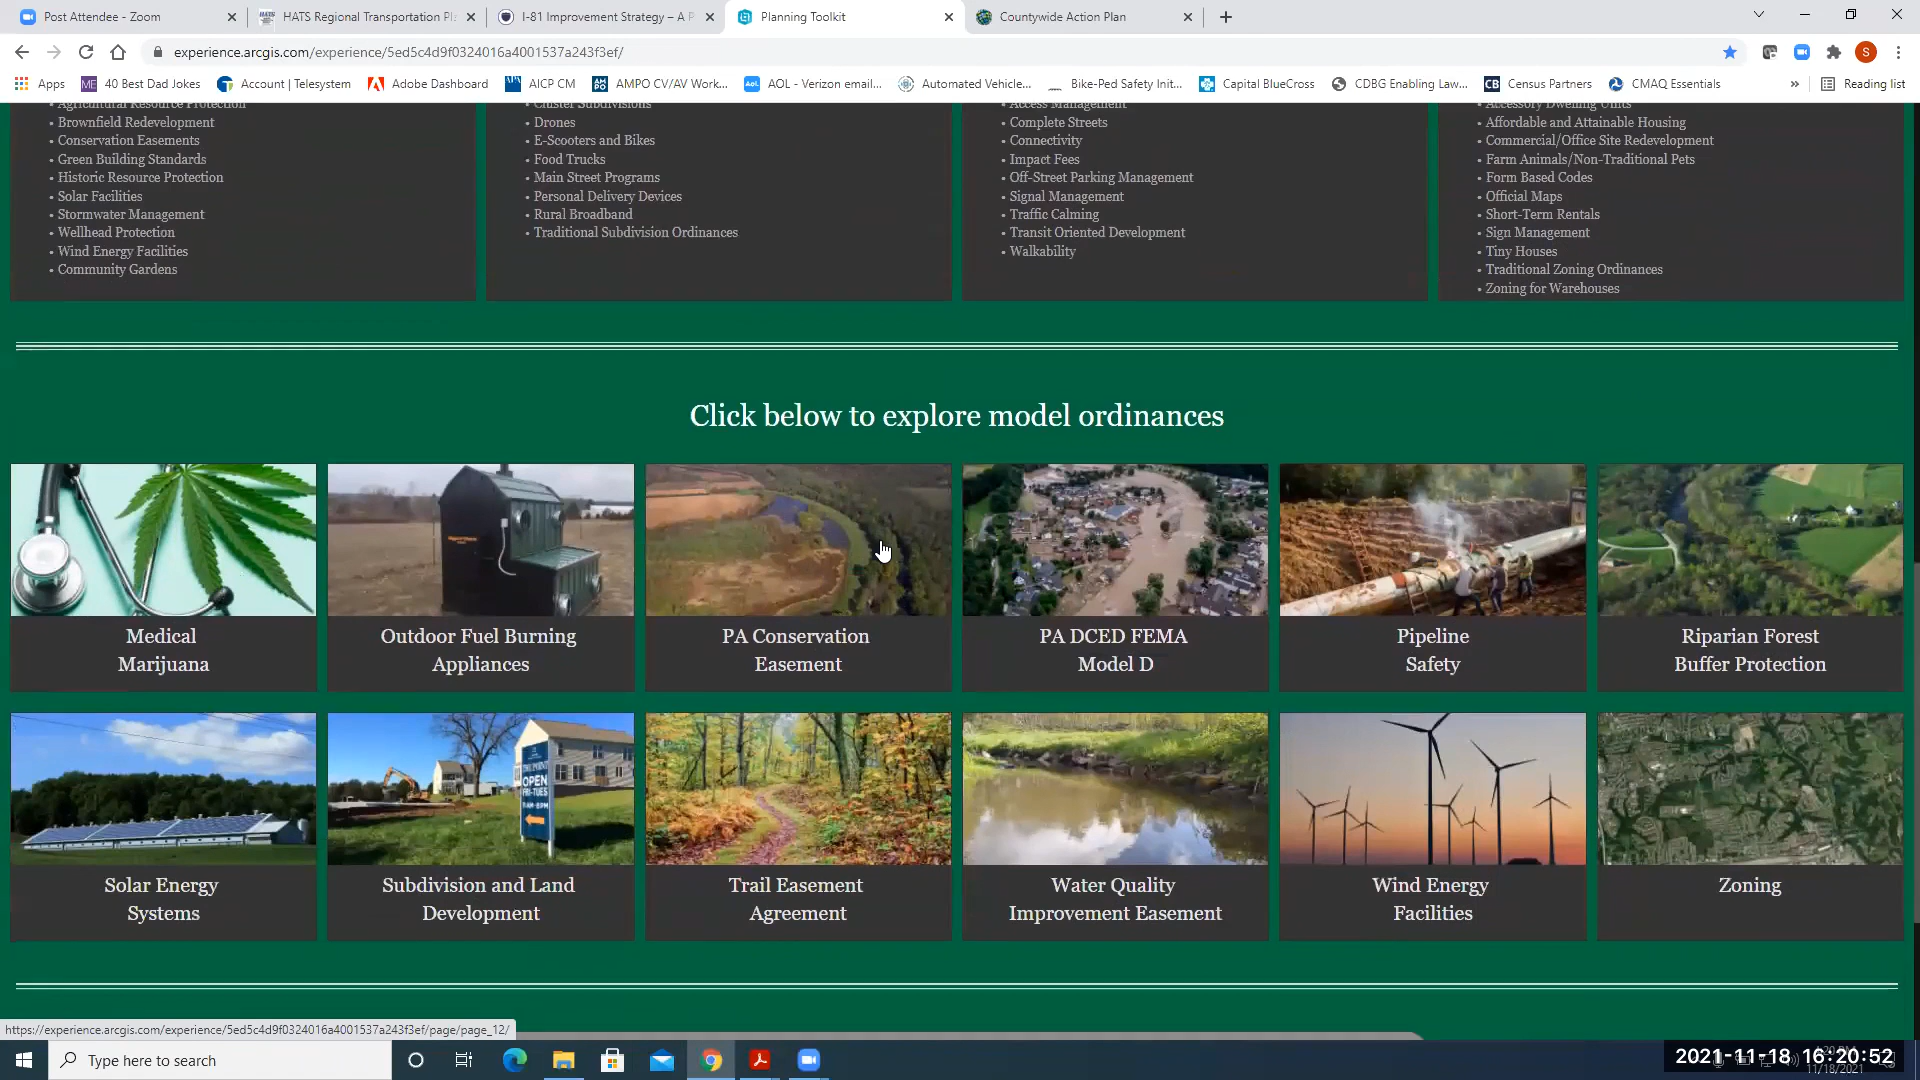 Post Attendee - Zoom
HATS Regional Transportation Pl
I-81 Improvement Strategy – A P
Planning Toolkit
Countywide Action Plan
experience.arcgis.com/experience/5ed5c4d9f0324016a4001537a243f3ef/
S
Apps
40 Best Dad Jokes
Account | Telesystem
Adobe Dashboard
AICP CM
AMPO CV/AV Work...
AOL - Verizon email...
Automated Vehicle...
Bike-Ped Safety Init...
Capital BlueCross
CDBG Enabling Law...
Census Partners
CMAQ Essentials
»
Reading list
• Agricultural Resource Protection
• Brownfield Redevelopment
• Conservation Easements
• Green Building Standards
• Historic Resource Protection
• Solar Facilities
• Stormwater Management
• Wellhead Protection
• Wind Energy Facilities
• Community Gardens
• Cluster Subdivisions
• Drones
• E-Scooters and Bikes
• Food Trucks
• Main Street Programs
• Personal Delivery Devices
• Rural Broadband
• Traditional Subdivision Ordinances
• Access Management
• Complete Streets
• Connectivity
• Impact Fees
• Off-Street Parking Management
• Signal Management
• Traffic Calming
• Transit Oriented Development
• Walkability
• Accessory Dwelling Units
• Affordable and Attainable Housing
• Commercial/Office Site Redevelopment
• Farm Animals/Non-Traditional Pets
• Form Based Codes
• Official Maps
• Short-Term Rentals
• Sign Management
• Tiny Houses
• Traditional Zoning Ordinances
• Zoning for Warehouses
Click below to explore model ordinances
Medical
Marijuana
Outdoor Fuel Burning
Appliances
PA Conservation
Easement
PA DCED FEMA
Model D
Pipeline
Safety
Riparian Forest
Buffer Protection
OPEN
FRI-TUES
Solar Energy
Systems
Subdivision and Land
Development
Trail Easement
Agreement
Water Quality
Improvement Easement
Wind Energy
Facilities
Zoning
https://experience.arcgis.com/experience/5ed5c4d9f0324016a4001537a243f3ef/page/page_12/
Type here to search
2021-11-18 16:20:52
11/18/2021